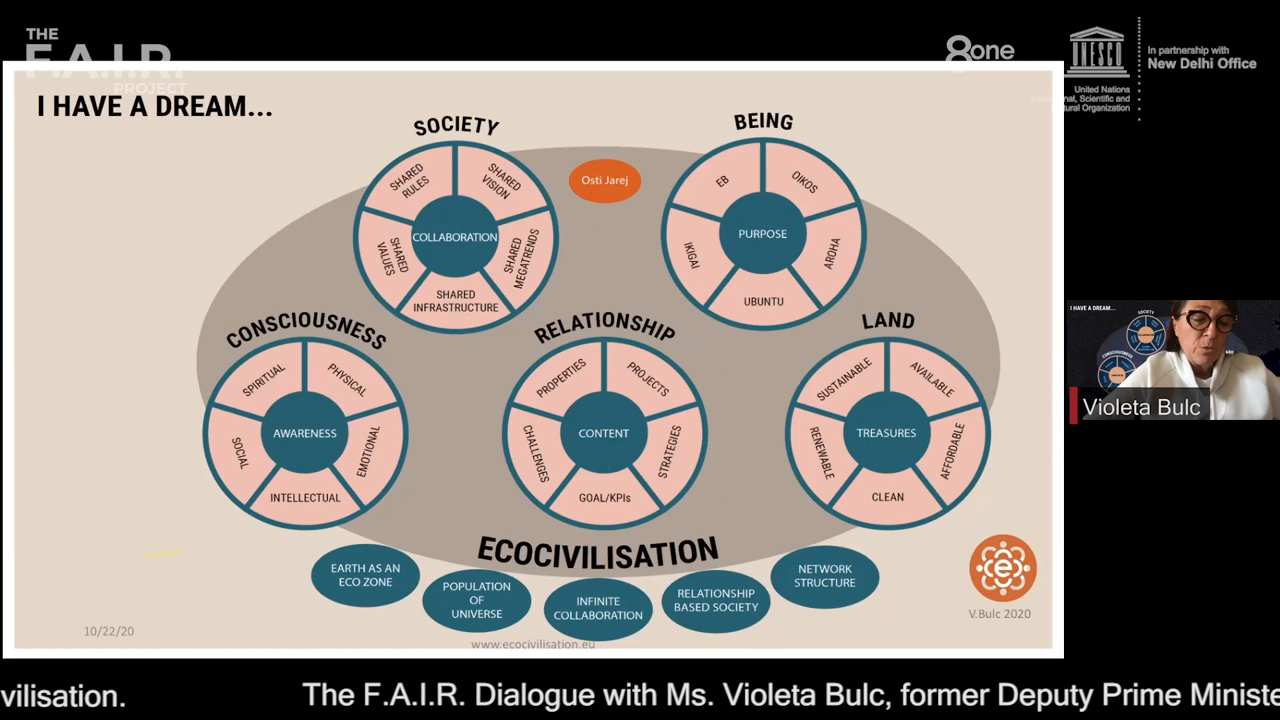 THE
F.A.I.R.
PROJECT
8one
UNESCO
United Nations
Scientific and
Organization
In partnership with
New Delhi Office
I HAVE A DREAM...
SOCIETY
SHARED
RULES
SHARED
VISION
SHARED
VALUES
SHARED
MEGATRENDS
SHARED
INFRASTRUCTURE
COLLABORATION
Osti Jarej
BEING
EB
OIKOS
IKIGAI
AROHA
UBUNTU
PURPOSE
CONSCIOUSNESS
SPIRITUAL
PHYSICAL
SOCIAL
EMOTIONAL
INTELLECTUAL
AWARENESS
RELATIONSHIP
PROPERTIES
PROJECTS
CHALLENGES
STRATEGIES
GOAL/KPIs
CONTENT
LAND
SUSTAINABLE
AVAILABLE
RENEWABLE
AFFORDABLE
CLEAN
TREASURES
ECOCIVILISATION
EARTH AS AN
ECO ZONE
POPULATION
OF
UNIVERSE
INFINITE
COLLABORATION
RELATIONSHIP
BASED SOCIETY
NETWORK
STRUCTURE
e
V.Bulc 2020
10/22/20
www.ecocivilisation.eu
I HAVE A DREAM...
SOCIETY
Violeta Bulc
vilisation. The F.A.I.R. Dialogue with Ms. Violeta Bulc, former Deputy Prime Ministe